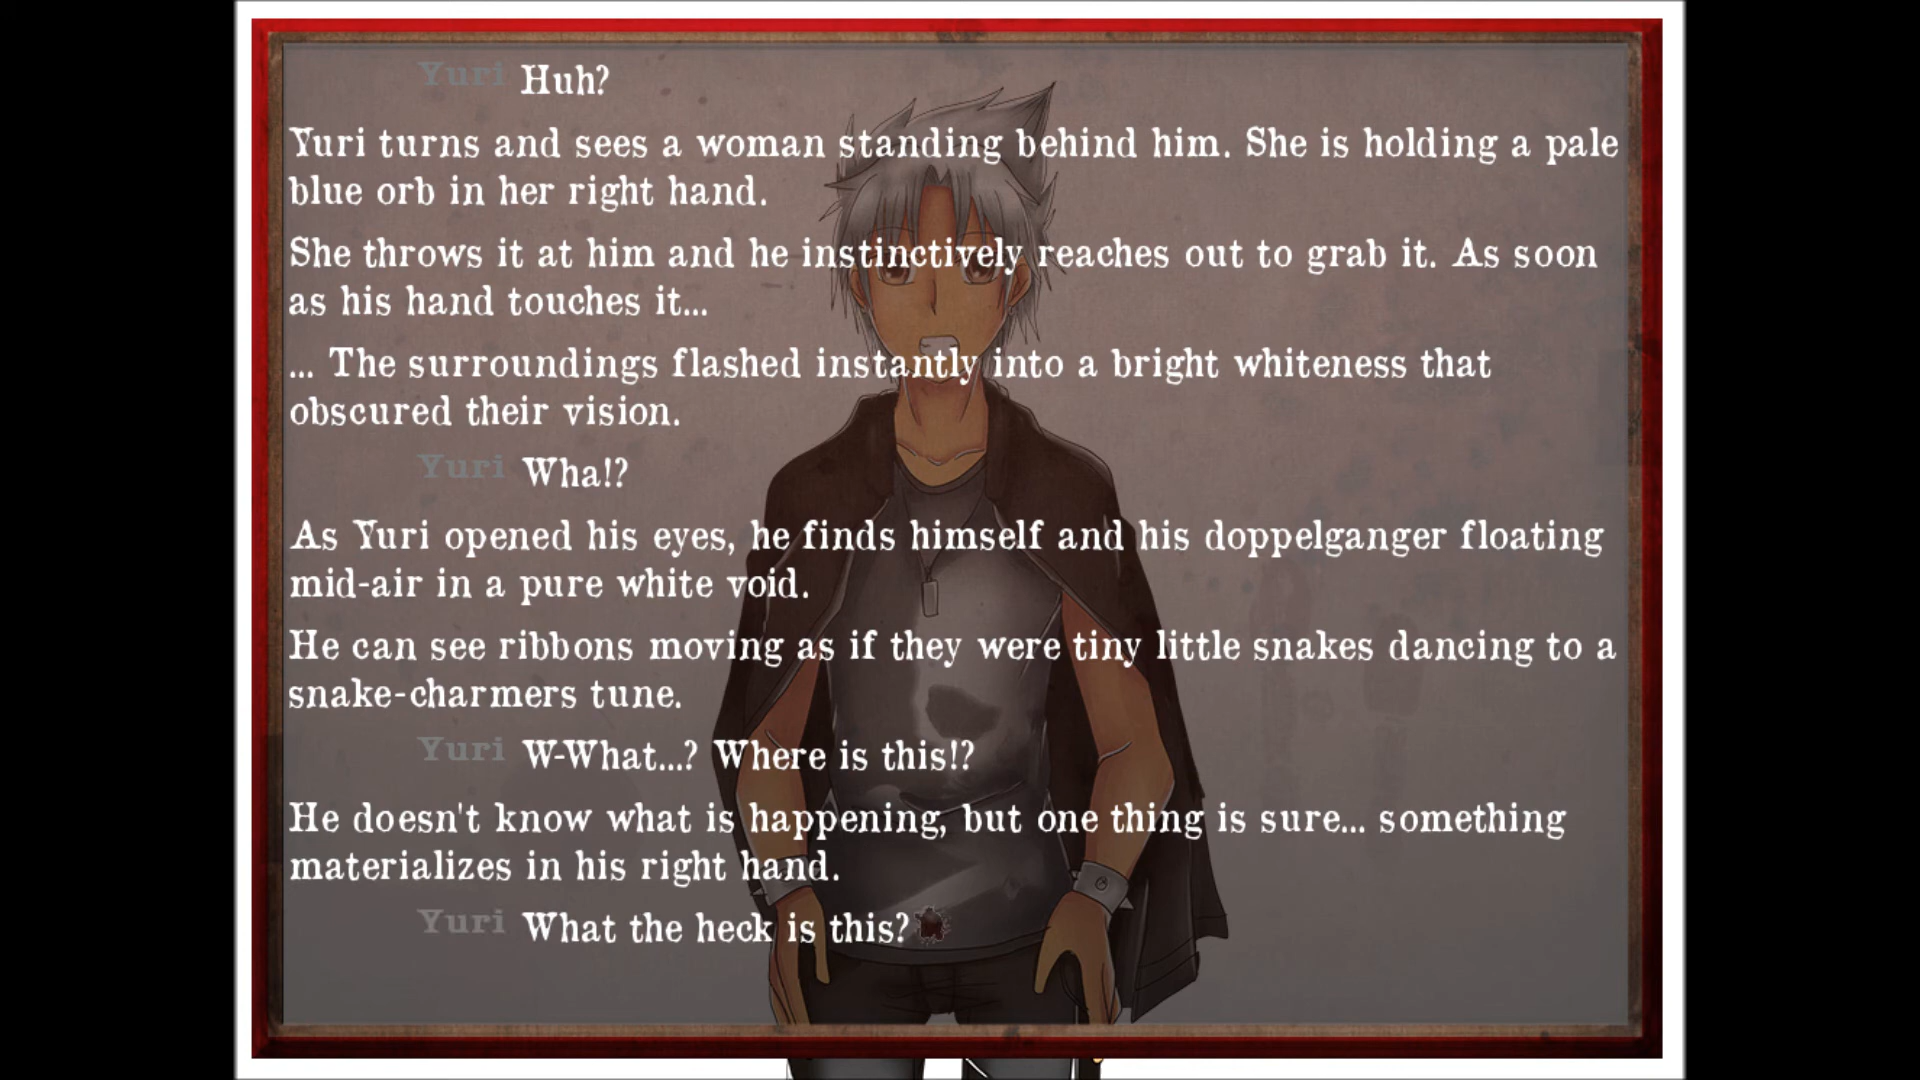 Yuri Huh?
Yuri turns and sees a woman standing behind him. She is holding a pale
blue orb in her right hand.
She throws it at him and he instinctively reaches out to grab it. As soon
as his hand touches it...
... The surroundings flashed instantly into a bright whiteness that
obscured their vision.
Yuri Wha!?
As Yuri opened his eyes, he finds himself and his doppelganger floating
mid-air in a pure white void.
He can see ribbons moving as if they were tiny little snakes dancing to a
snake-charmers tune.
Yuri W-What...? Where is this!?
He doesn't know what is happening, but one thing is sure... something
materializes in his right hand.
Yuri What the heck is this?